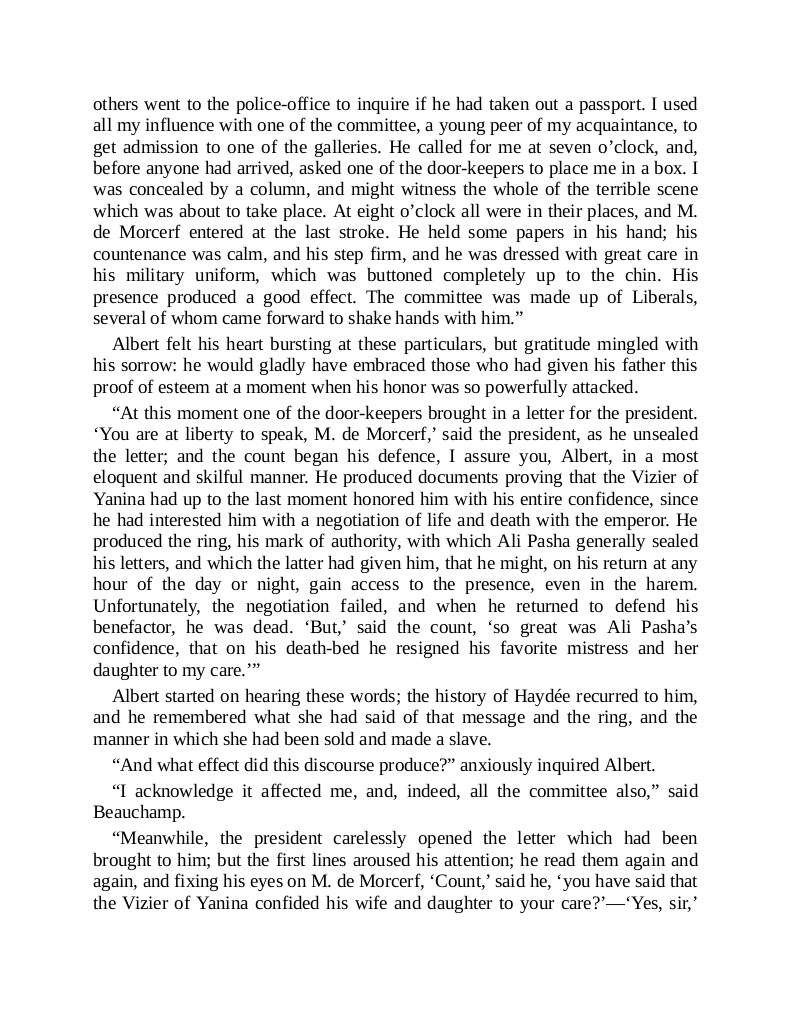 others went to the police-office to inquire if he had taken out a passport. I used
all my influence with one of the committee, a young peer of my acquaintance, to
get admission to one of the galleries. He called for me at seven o’clock, and,
before anyone had arrived, asked one of the door-keepers to place me in a box. I
was concealed by a column, and might witness the whole of the terrible scene
which was about to take place. At eight o’clock all were in their places, and M.
de Morcerf entered at the last stroke. He held some papers in his hand; his
countenance was calm, and his step firm, and he was dressed with great care in
his military uniform, which was buttoned completely up to the chin. His
presence produced a good effect. The committee was made up of Liberals,
several of whom came forward to shake hands with him.”
Albert felt his heart bursting at these particulars, but gratitude mingled with
his sorrow: he would gladly have embraced those who had given his father this
proof of esteem at a moment when his honor was so powerfully attacked.
“At this moment one of the door-keepers brought in a letter for the president.
‘You are at liberty to speak, M. de Morcerf,’ said the president, as he unsealed
the letter; and the count began his defence, I assure you, Albert, in a most
eloquent and skilful manner. He produced documents proving that the Vizier of
Yanina had up to the last moment honored him with his entire confidence, since
he had interested him with a negotiation of life and death with the emperor. He
produced the ring, his mark of authority, with which Ali Pasha generally sealed
his letters, and which the latter had given him, that he might, on his return at any
hour of the day or night, gain access to the presence, even in the harem.
Unfortunately, the negotiation failed, and when he returned to defend his
benefactor, he was dead. ‘But,’ said the count, ‘so great was Ali Pasha’s
confidence, that on his death-bed he resigned his favorite mistress and her
daughter to my care.’”
Albert started on hearing these words; the history of Haydée recurred to him,
and he remembered what she had said of that message and the ring, and the
manner in which she had been sold and made a slave.
“And what effect did this discourse produce?” anxiously inquired Albert.
“I acknowledge it affected me, and, indeed, all the committee also,” said
Beauchamp.
“Meanwhile, the president carelessly opened the letter which had been
brought to him; but the first lines aroused his attention; he read them again and
again, and fixing his eyes on M. de Morcerf, ‘Count,’ said he, ‘you have said that
the Vizier of Yanina confided his wife and daughter to your care?’—‘Yes, sir,’